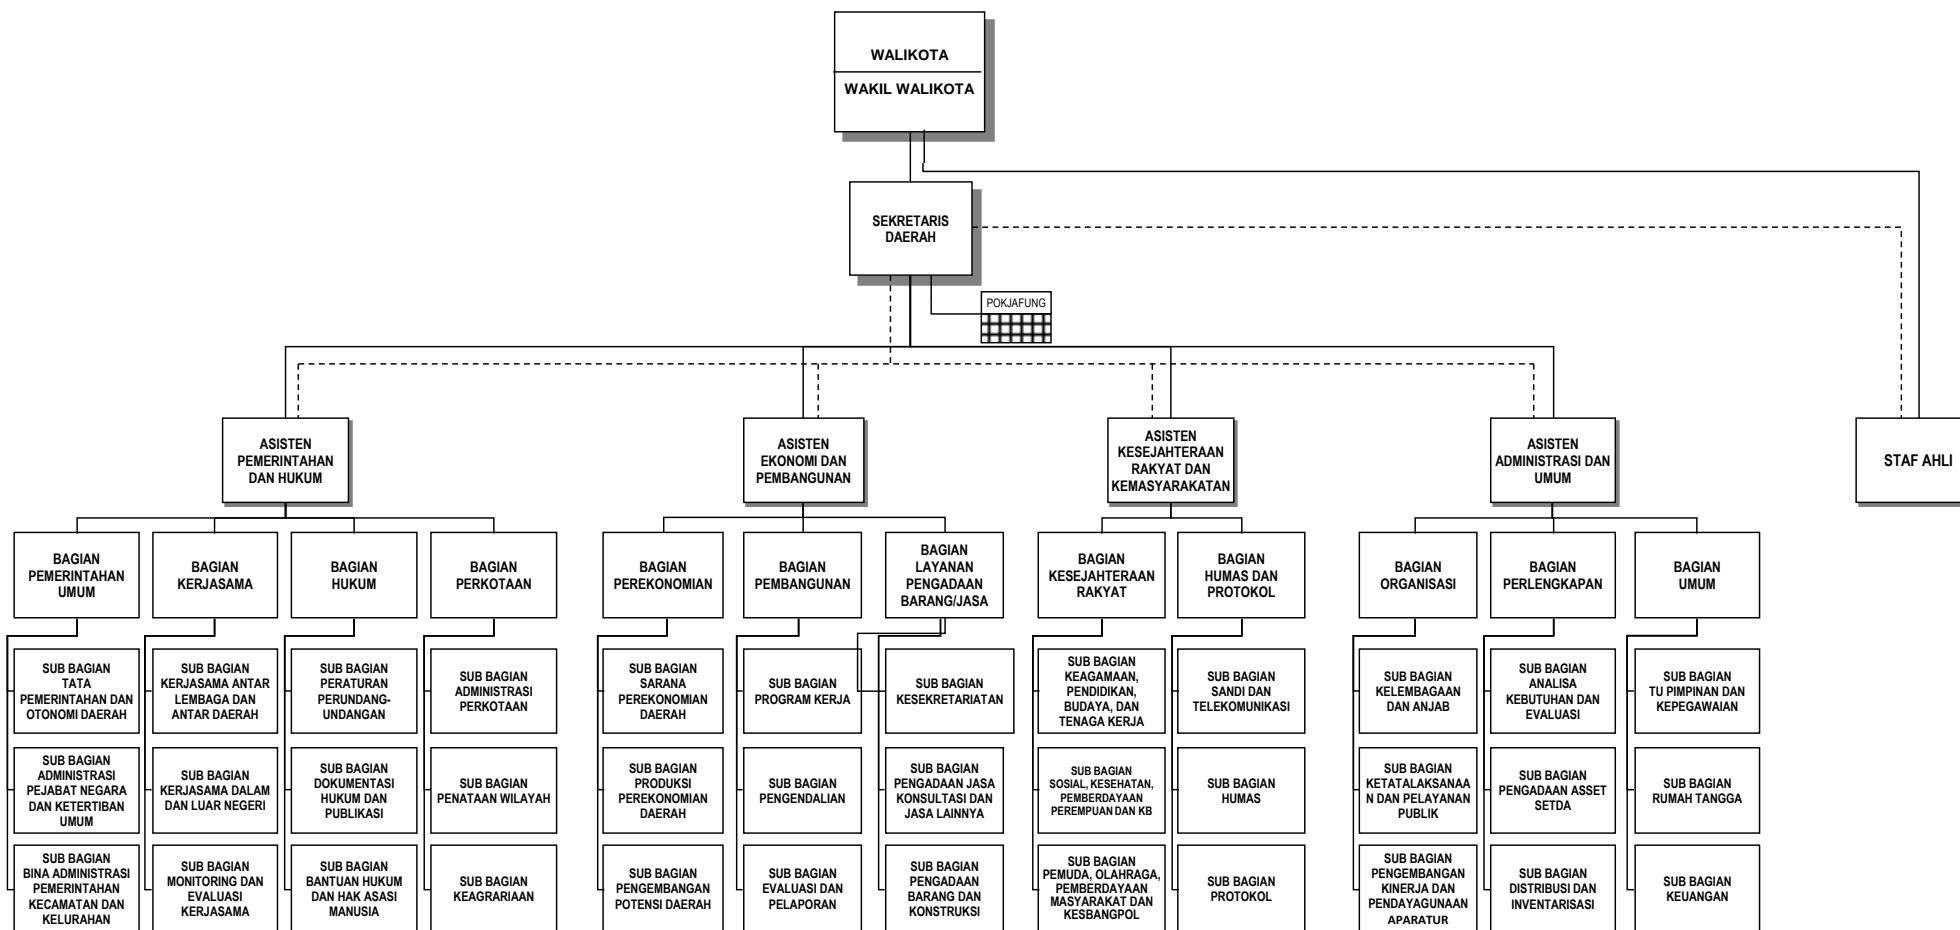 WALIKOTA
WAKIL WALIKOTA
SEKRETARIS
DAERAH
POKJAFUNG
ASISTEN
PEMERINTAHAN
DAN HUKUM
ASISTEN
EKONOMI DAN
PEMBANGUNAN
ASISTEN
KESEJAHTERAAN
RAKYAT DAN
KEMASYARAKATAN
ASISTEN
ADMINISTRASI DAN
UMUM
STAF AHLI
BAGIAN
PEMERINTAHAN
UMUM
BAGIAN
KERJASAMA
BAGIAN
HUKUM
BAGIAN
PERKOTAAN
BAGIAN
PEREKONOMIAN
BAGIAN
PEMBANGUNAN
BAGIAN
LAYANAN
PENGADAAN
BARANG/JASA
BAGIAN
KESEJAHTERAAN
RAKYAT
BAGIAN
HUMAS DAN
PROTOKOL
BAGIAN
ORGANISASI
BAGIAN
PERLENGKAPAN
BAGIAN
UMUM
SUB BAGIAN
TATA
PEMERINTAHAN DAN
OTONOMI DAERAH
SUB BAGIAN
KERJASAMA ANTAR
LEMBAGA DAN
ANTAR DAERAH
SUB BAGIAN
PERATURAN
PERUNDANG-
UNDANGAN
SUB BAGIAN
ADMINISTRASI
PERKOTAAN
SUB BAGIAN
SARANA
PEREKONOMIAN
DAERAH
SUB BAGIAN
PROGRAM KERJA
SUB BAGIAN
KESEKRETARIATAN
SUB BAGIAN
KEAGAMAAN,
PENDIDIKAN,
BUDAYA, DAN
TENAGA KERJA
SUB BAGIAN
SANDI DAN
TELEKOMUNIKASI
SUB BAGIAN
KELEMBAGAAN
DAN ANJAB
SUB BAGIAN
ANALISA
KEBUTUHAN DAN
EVALUASI
SUB BAGIAN
TU PIMPINAN DAN
KEPEGAWAIAN
SUB BAGIAN
ADMINISTRASI
PEJABAT NEGARA
DAN KETERTIBAN
UMUM
SUB BAGIAN
KERJASAMA DALAM
DAN LUAR NEGERI
SUB BAGIAN
DOKUMENTASI
HUKUM DAN
PUBLIKASI
SUB BAGIAN
PENATAAN WILAYAH
SUB BAGIAN
PRODUKSI
PEREKONOMIAN
DAERAH
SUB BAGIAN
PENGENDALIAN
SUB BAGIAN
PENGADAAN JASA
KONSULTASI DAN
JASA LAINNYA
SUB BAGIAN
SOSIAL, KESEHATAN,
PEMBERDAYAAN
PEREMPUAN DAN KB
SUB BAGIAN
HUMAS
SUB BAGIAN
KETATALAKSANAA
N DAN PELAYANAN
PUBLIK
SUB BAGIAN
PENGADAAN ASSET
SETDA
SUB BAGIAN
RUMAH TANGGA
SUB BAGIAN
BINA ADMINISTRASI
PEMERINTAHAN
KECAMATAN DAN
KELURAHAN
SUB BAGIAN
MONITORING DAN
EVALUASI
KERJASAMA
SUB BAGIAN
BANTUAN HUKUM
DAN HAK ASASI
MANUSIA
SUB BAGIAN
KEAGRARIAAN
SUB BAGIAN
PENGEMBANGAN
POTENSI DAERAH
SUB BAGIAN
EVALUASI DAN
PELAPORAN
SUB BAGIAN
PENGADAAN
BARANG DAN
KONSTRUKSI
SUB BAGIAN
PEMUDA, OLAHRAGA,
PEMBERDAYAAN
MASYARAKAT DAN
KESBANGPOL
SUB BAGIAN
PROTOKOL
SUB BAGIAN
PENGEMBANGAN
KINERJA DAN
PENDAYAGUNAAN
APARATUR
SUB BAGIAN
DISTRIBUSI DAN
INVENTARISASI
SUB BAGIAN
KEUANGAN